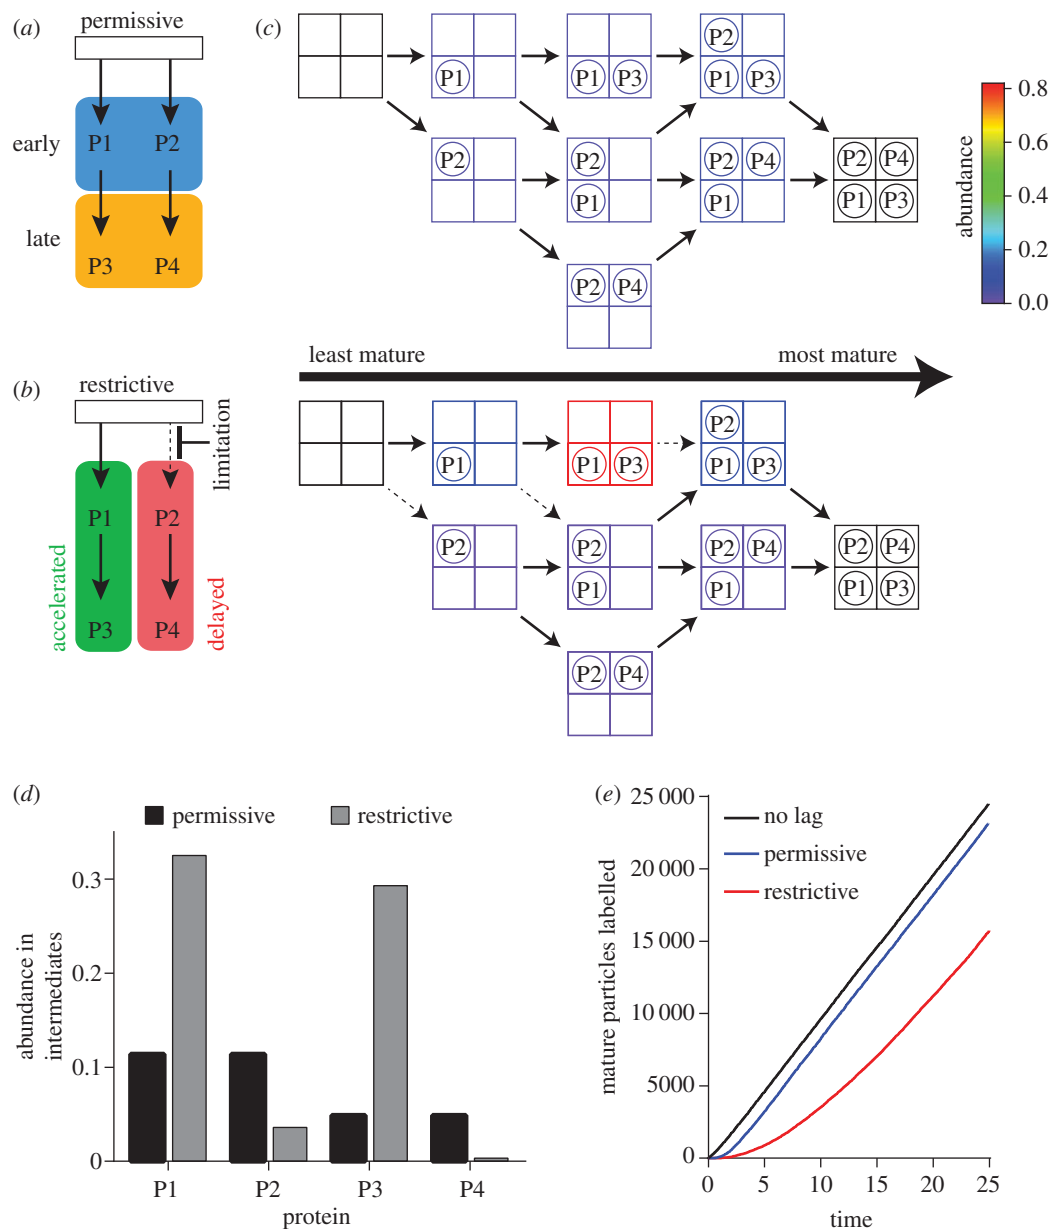 (a)
permissive
early
P1 P2
late
P3 P4
(b)
restrictive
limitation
P1 P2
accelerated
delayed
P3 P4
(c)
P1
P1 P3
P2
P1 P3
P2
P2
P1
P2 P4
P1
P2 P4
P1 P3
P2 P4
abundance
0.8
0.6
0.4
0.2
0.0
least mature
most mature
P1
P1 P3
P2
P1 P3
P2
P2
P1
P2 P4
P1
P2 P4
P1 P3
P2 P4
(d)
permissive
restrictive
abundance in
intermediates
0.3
0.2
0.1
0
P1 P2 P3 P4
protein
(e)
mature particles labelled
25 000
20 000
15 000
10 000
5000
0
no lag
permissive
restrictive
0 5 10 15 20 25
time